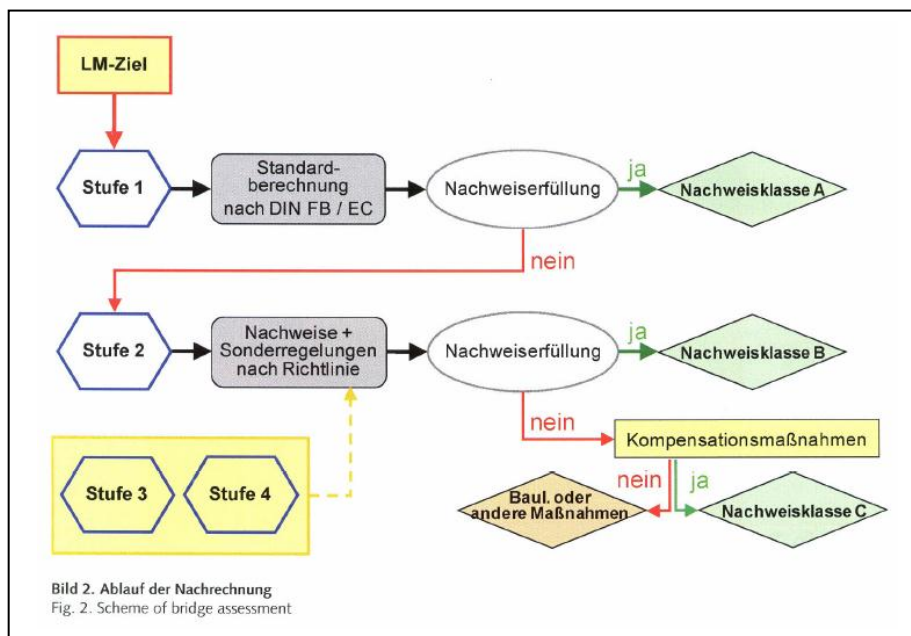 LM-Ziel
Stufe 1
Standard-
berechnung
nach DIN FB / EC
Nachweiserfüllung
ja
Nachweisklasse A
nein
Stufe 2
Nachweise +
Sonderregelungen
nach Richtlinie
Nachweiserfüllung
ja
Nachweisklasse B
nein
Kompensationsmaßnahmen
Stufe 3
Stufe 4
nein
ja
Baul. oder
andere Maßnahmen
Nachweisklasse C
Bild 2. Ablauf der Nachrechnung
Fig. 2. Scheme of bridge assessment